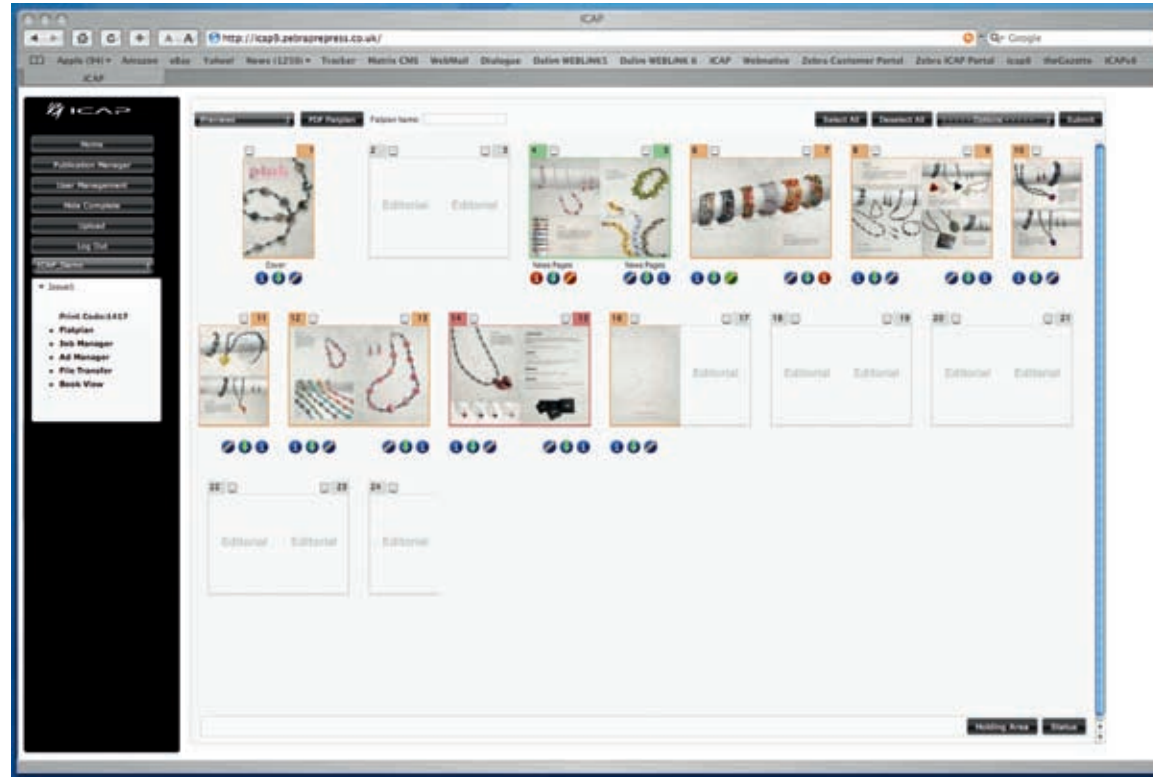 ICAP
A A http://icap9.zebraprepress.co.uk/ Q Google
Apple (94) Amazon eBay Yahoo! News (1250) Tracker Matrix CMS WebMail Dialogue Dalim WEBLINK5 Dalim WEBLINK 6 ICAP Webnative Zebra Customer Portal Zebra ICAP Portal icap8 theGazette ICAPv8
ICAP
ICAP
Home
Publication Manager
User Management
Note Complete
Upload
Log Out
ICAP_Demo
Issue1
Print Code:1417
Flatplan
Job Manager
Ad Manager
File Transfer
Book View
Previews PDF Flatplan Flatplan Name: Select All Deselect All - - - - - Options - - - - - Submit
1 2 3 4 5 6 7 8 9 10
pink
Editorial Editorial
Cover News Pages News Pages
11 12 13 14 15 16 17 18 19 20 21
Editorial Editorial Editorial Editorial Editorial
22 23 24
Editorial Editorial Editorial
Holding Area Status